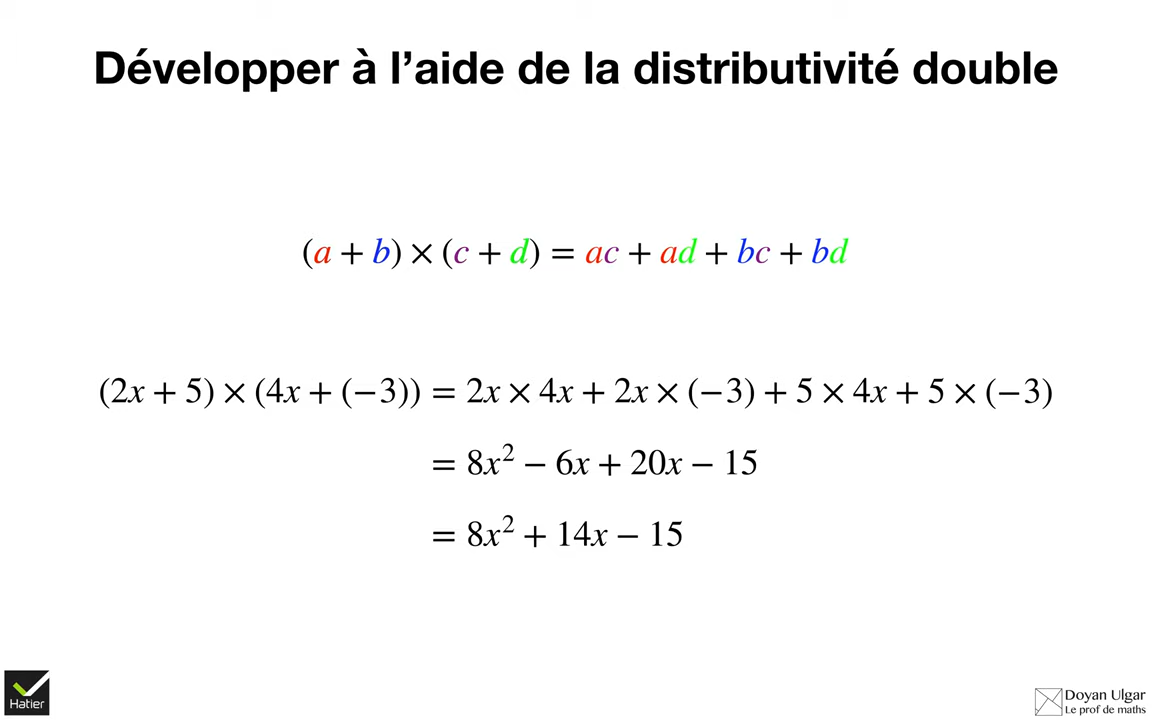 Développer à l’aide de la distributivité double
(a + b) × (c + d) = ac + ad + bc + bd
(2x + 5) × (4x + (−3)) = 2x × 4x + 2x × (−3) + 5 × 4x + 5 × (−3)
= 8x² − 6x + 20x − 15
= 8x² + 14x − 15
Hatier
Doyan Ulgar
Le prof de maths